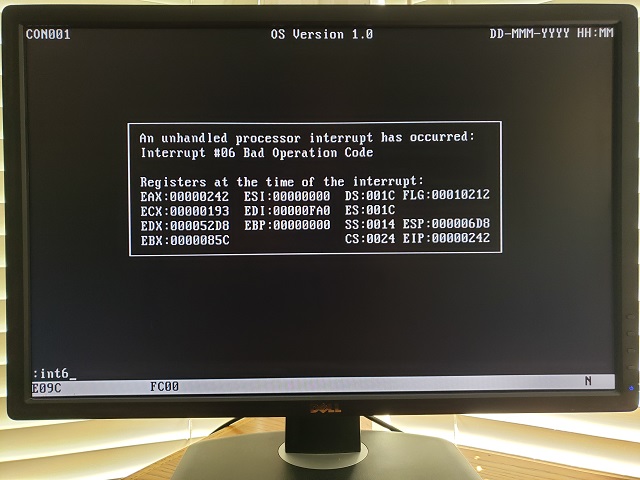 CON001 OS Version 1.0 DD-MMM-YYYY HH:MM
An unhandled processor interrupt has occurred:
Interrupt #06 Bad Operation Code
Registers at the time of the interrupt:
EAX:00000242 ESI:00000000 DS:001C FLG:00010212
ECX:00000193 EDI:00000FA0 ES:001C
EDX:000052D8 EBP:00000000 SS:0014 ESP:000006D8
EBX:0000085C CS:0024 EIP:00000242
:int6_
E09C FC00 N
DELL